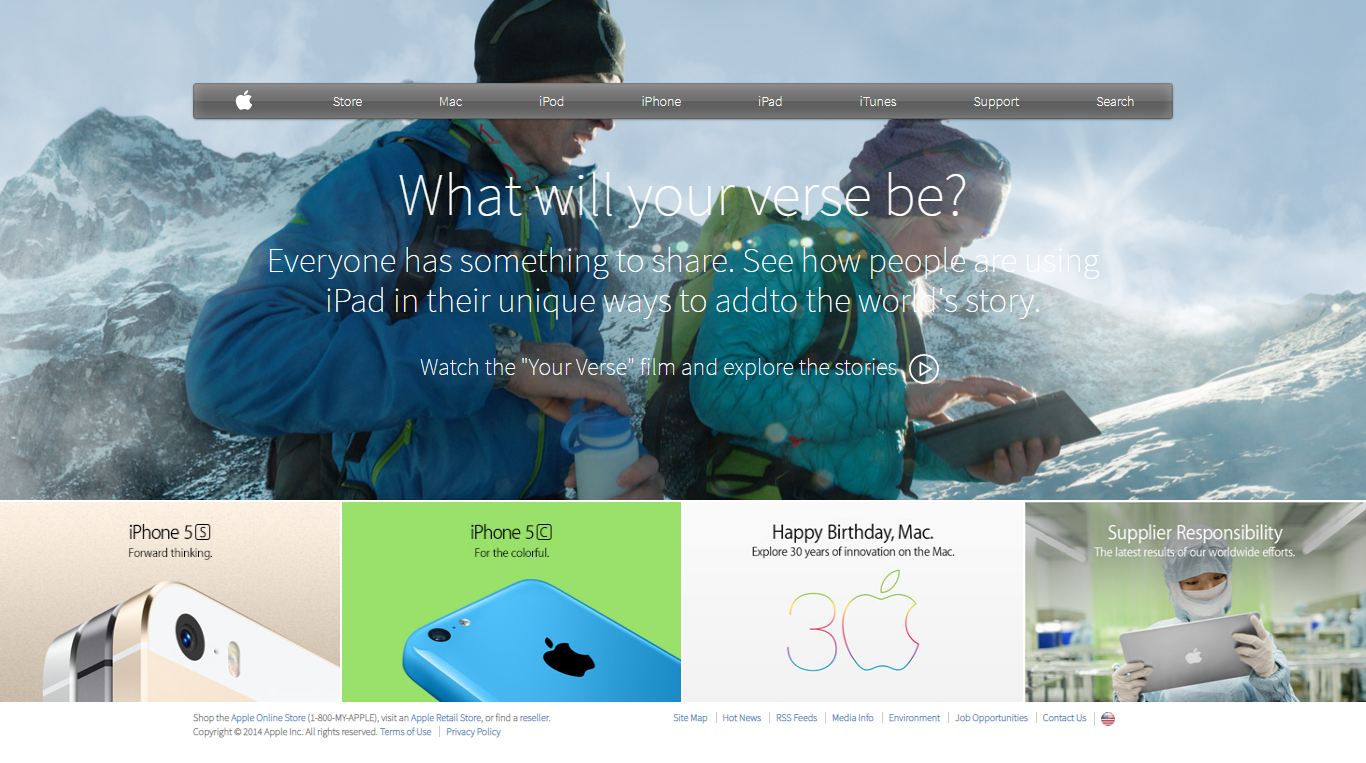 Store Mac iPod iPhone iPad iTunes Support Search
What will your verse be?
Everyone has something to share. See how people are using
iPad in their unique ways to addto the world's story.
Watch the "Your Verse" film and explore the stories
iPhone 5S
Forward thinking.
iPhone 5C
For the colorful.
Happy Birthday, Mac.
Explore 30 years of innovation on the Mac.
30
Supplier Responsibility
The latest results of our worldwide efforts.
Shop the Apple Online Store (1-800-MY-APPLE), visit an Apple Retail Store, or find a reseller.
Copyright © 2014 Apple Inc. All rights reserved. Terms of Use | Privacy Policy
Site Map | Hot News | RSS Feeds | Media Info | Environment | Job Opportunities | Contact Us |